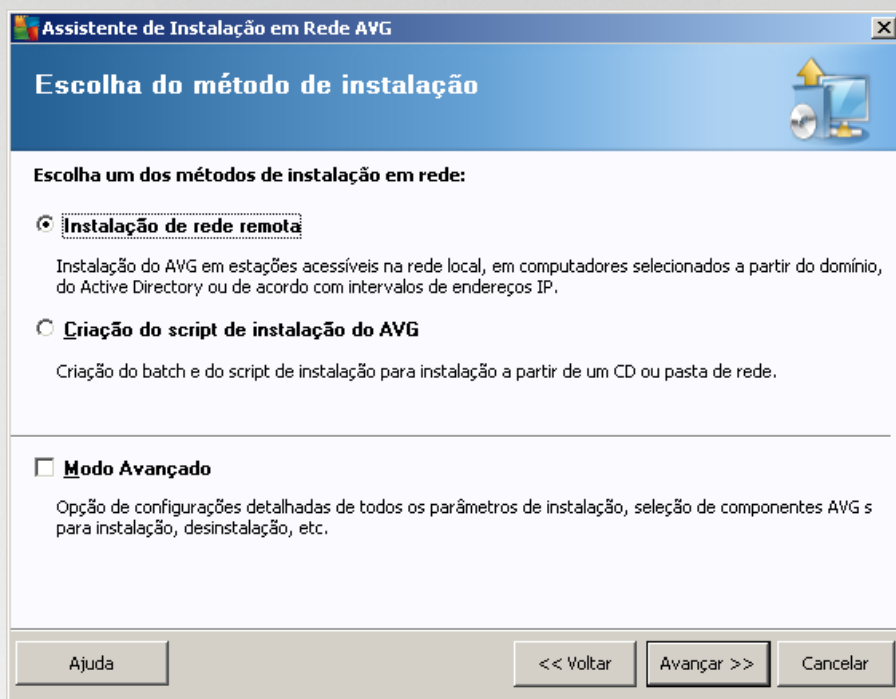 Assistente de Instalação em Rede AVG
Escolha do método de instalação
Escolha um dos métodos de instalação em rede:
Instalação de rede remota
Instalação do AVG em estações acessíveis na rede local, em computadores selecionados a partir do domínio,
do Active Directory ou de acordo com intervalos de endereços IP.
Criação do script de instalação do AVG
Criação do batch e do script de instalação para instalação a partir de um CD ou pasta de rede.
Modo Avançado
Opção de configurações detalhadas de todos os parâmetros de instalação, seleção de componentes AVG s
para instalação, desinstalação, etc.
Ajuda
<< Voltar
Avançar >>
Cancelar